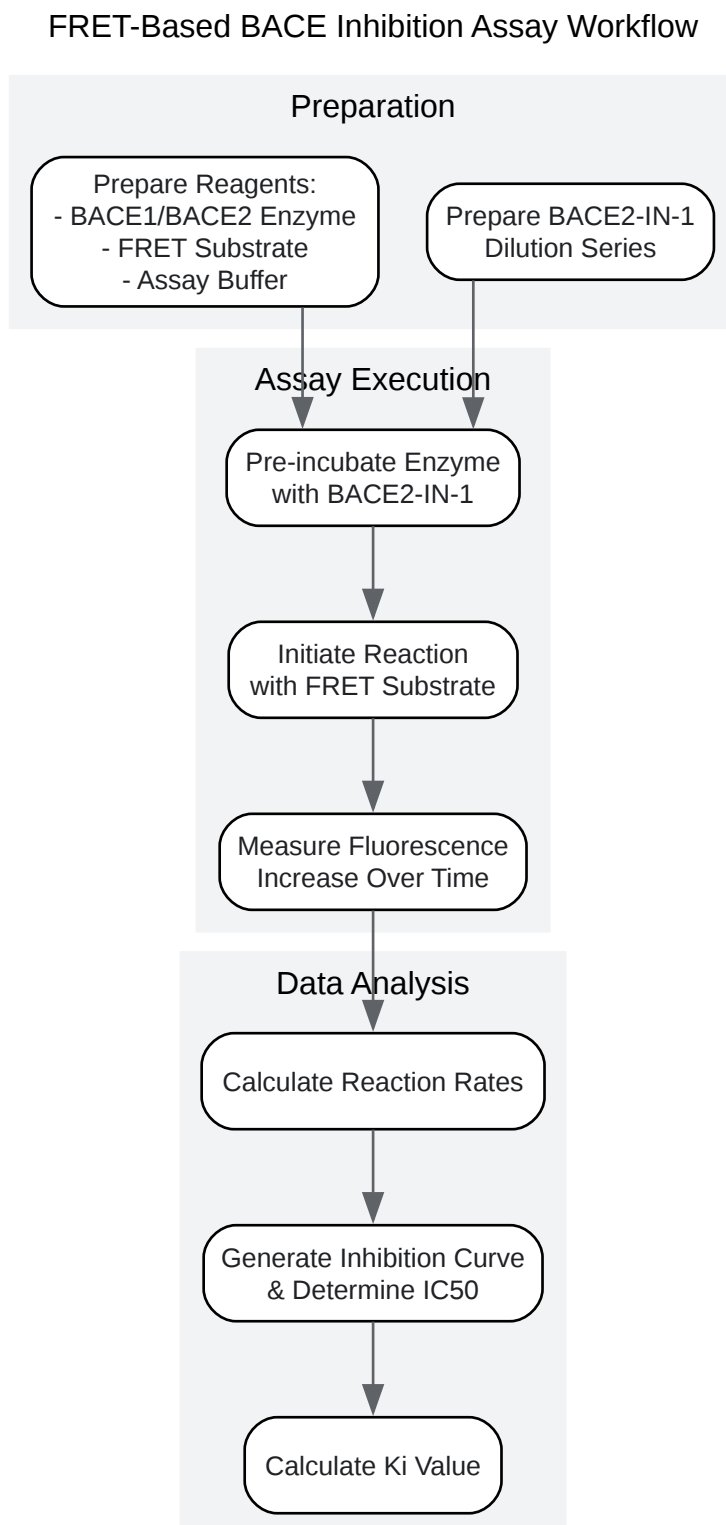 FRET-Based BACE Inhibition Assay Workflow
Preparation
Prepare Reagents:
- BACE1/BACE2 Enzyme
- FRET Substrate
- Assay Buffer
Prepare BACE2-IN-1
Dilution Series
Assay Execution
Pre-incubate Enzyme
with BACE2-IN-1
Initiate Reaction
with FRET Substrate
Measure Fluorescence
Increase Over Time
Data Analysis
Calculate Reaction Rates
Generate Inhibition Curve
& Determine IC50
Calculate Ki Value